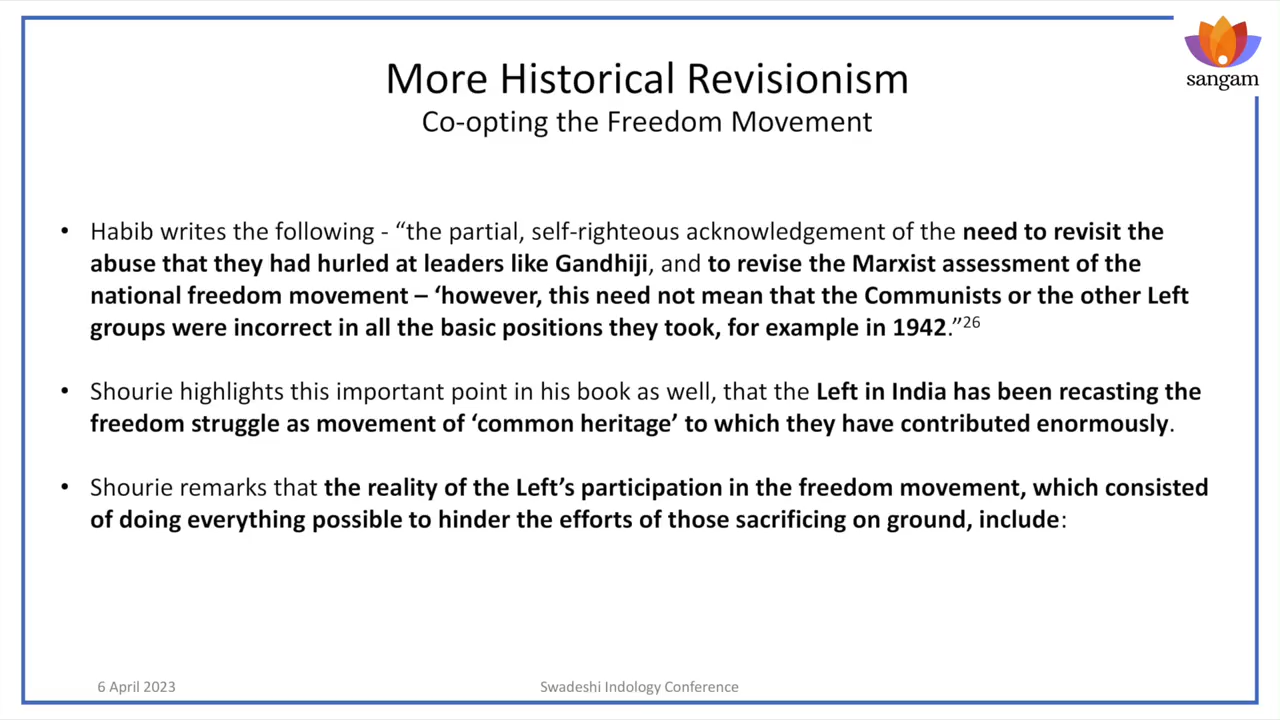 sangam
More Historical Revisionism
Co-opting the Freedom Movement
• Habib writes the following - “the partial, self-righteous acknowledgement of the need to revisit the
abuse that they had hurled at leaders like Gandhiji, and to revise the Marxist assessment of the
national freedom movement – ‘however, this need not mean that the Communists or the other Left
groups were incorrect in all the basic positions they took, for example in 1942.”26
• Shourie highlights this important point in his book as well, that the Left in India has been recasting the
freedom struggle as movement of ‘common heritage’ to which they have contributed enormously.
• Shourie remarks that the reality of the Left’s participation in the freedom movement, which consisted
of doing everything possible to hinder the efforts of those sacrificing on ground, include:
6 April 2023
Swadeshi Indology Conference